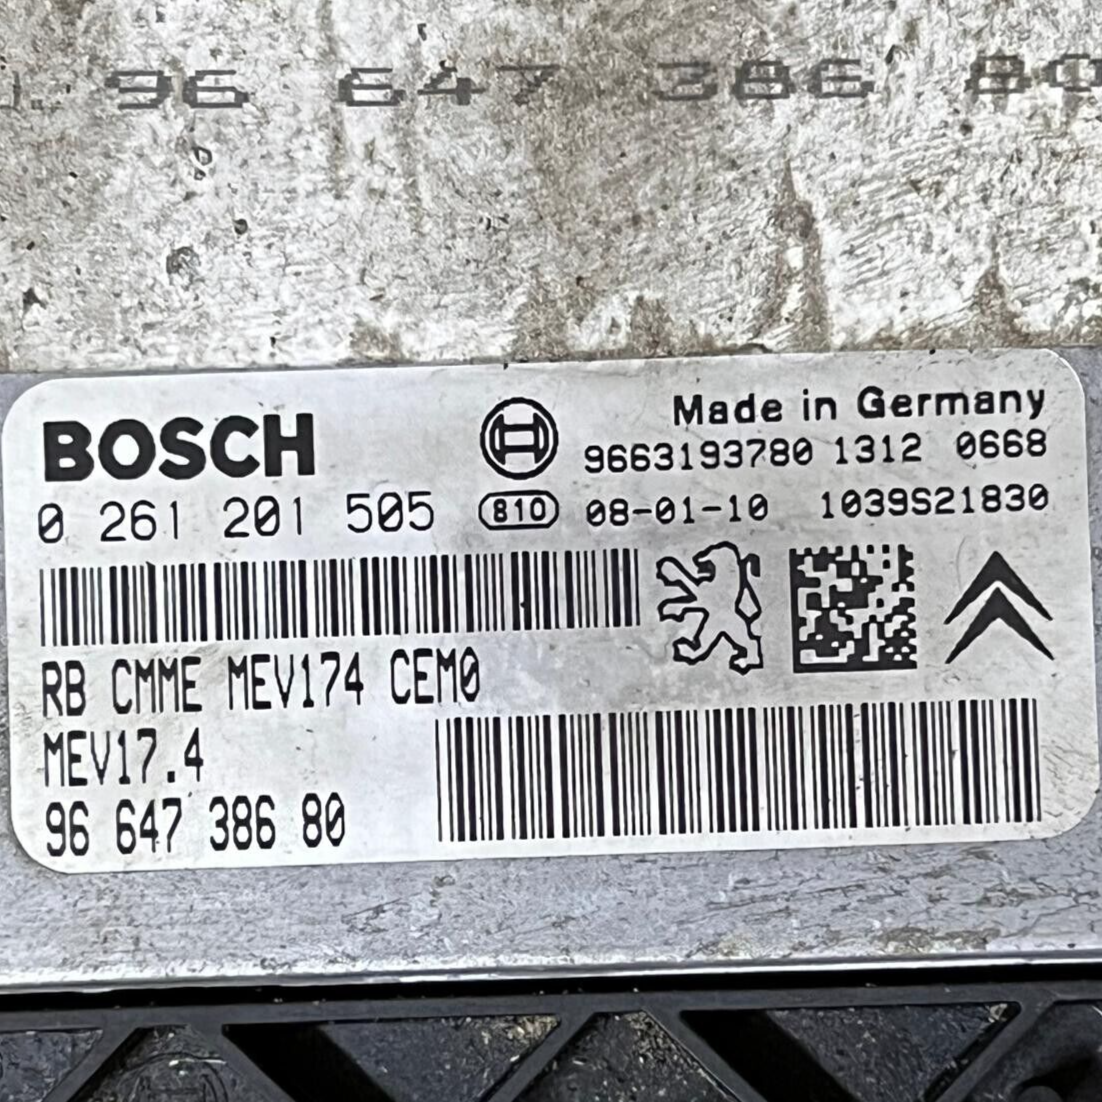 96 647 386 80
BOSCH
Made in Germany
9663193780 1312 0668
0 261 201 505
810 08-01-10 1039S21830
RB CMME MEV174 CEM0
MEV17.4
96 647 386 80